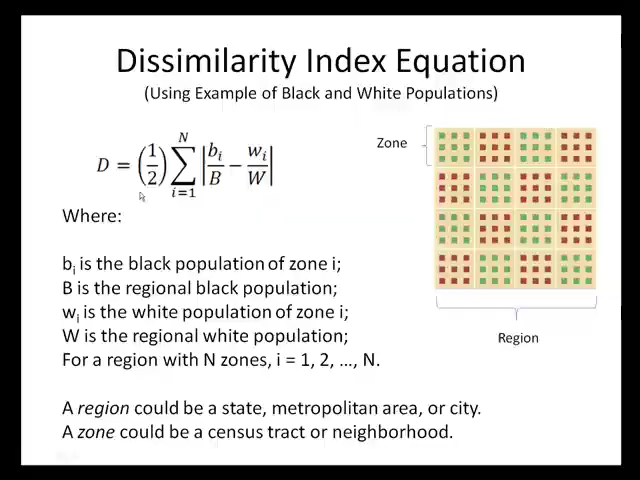 Dissimilarity Index Equation
(Using Example of Black and White Populations)
D = (1/2) ∑_{i=1}^{N} |b_i/B − w_i/W|
Zone
Where:
b_i is the black population of zone i;
B is the regional black population;
w_i is the white population of zone i;
W is the regional white population;
Region
For a region with N zones, i = 1, 2, …, N.
A region could be a state, metropolitan area, or city.
A zone could be a census tract or neighborhood.